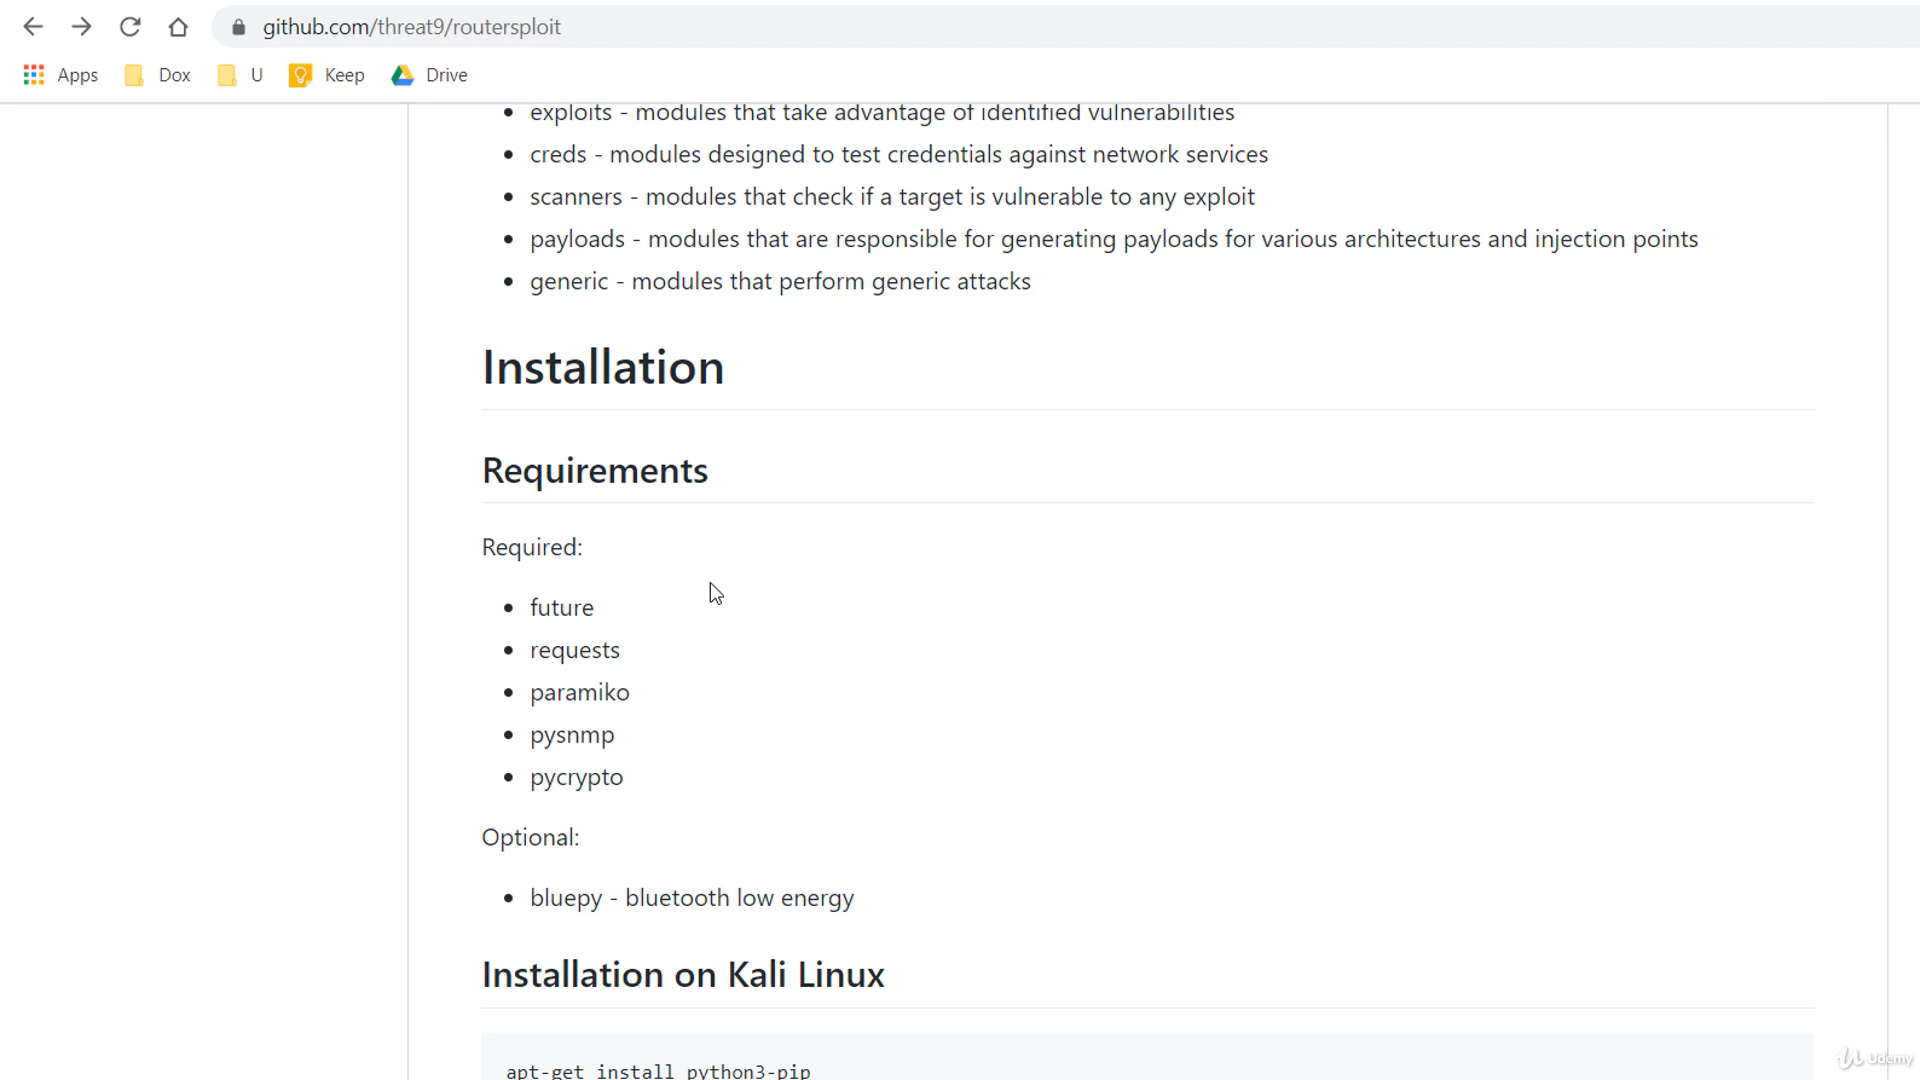 github.com/threat9/routersploit
Apps Dox U Keep Drive
exploits - modules that take advantage of identified vulnerabilities
creds - modules designed to test credentials against network services
scanners - modules that check if a target is vulnerable to any exploit
payloads - modules that are responsible for generating payloads for various architectures and injection points
generic - modules that perform generic attacks
Installation
Requirements
Required:
future
requests
paramiko
pysnmp
pycrypto
Optional:
bluepy - bluetooth low energy
Installation on Kali Linux
apt-get install python3-pip
Udemy